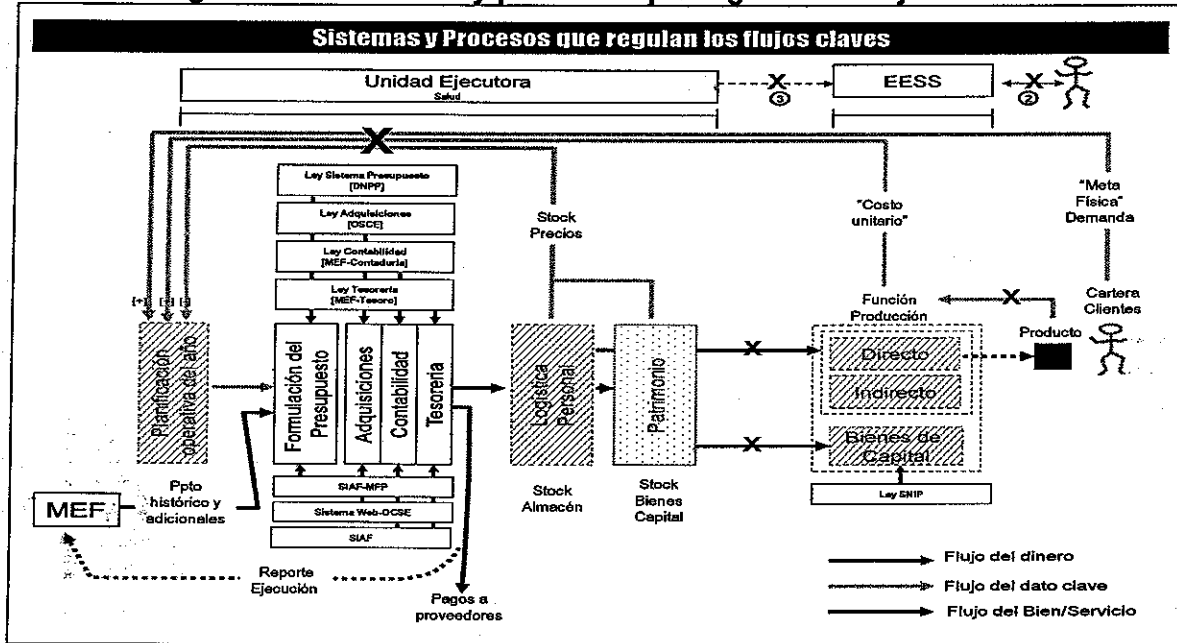 Sistemas y Procesos que regulan los flujos claves
Unidad Ejecutora
Salud
X
③
EESS
X
②
X
Ley Sistema Presupuesto
[DNPP]
Ley Adquisiciones
[OSCE]
Ley Contabilidad
[MEF-Contaduría]
Ley Tesorería
[MEF-Tesoro]
Stock
Precios
"Costo
unitario"
"Meta
Física"
Demanda
[+]
Planificación
operativa del año
Formulación del
Presupuesto
Adquisiciones
Contabilidad
Tesorería
Logística
Personal
Patrimonio
X
X
Función
Producción
X
Cartera
Clientes
Producto
Directo
Indirecto
Bienes de
Capital
Ley SNIP
MEF
Ppto
histórico y
adicionales
SIAF-MPP
Sistema Web-OCSE
SIAF
Stock
Almacén
Stock
Bienes
Capital
Reporte
Ejecución
Pagos a
proveedores
Flujo del dinero
Flujo del dato clave
Flujo del Bien/Servicio